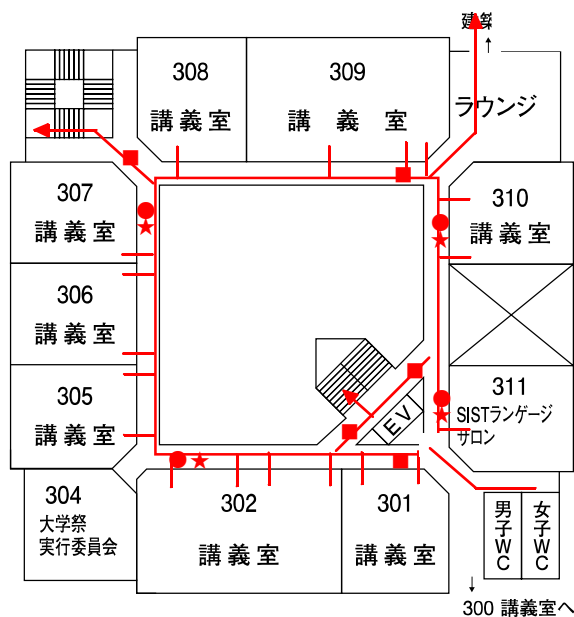 建築
↑
308
講義室
309
講義室
ラウンジ
307
講義室
310
講義室
306
講義室
305
講義室
311
SISTランゲージ
サロン
EV
304
大学祭
実行委員会
302
講義室
301
講義室
男子WC
女子WC
↓
300 講義室へ